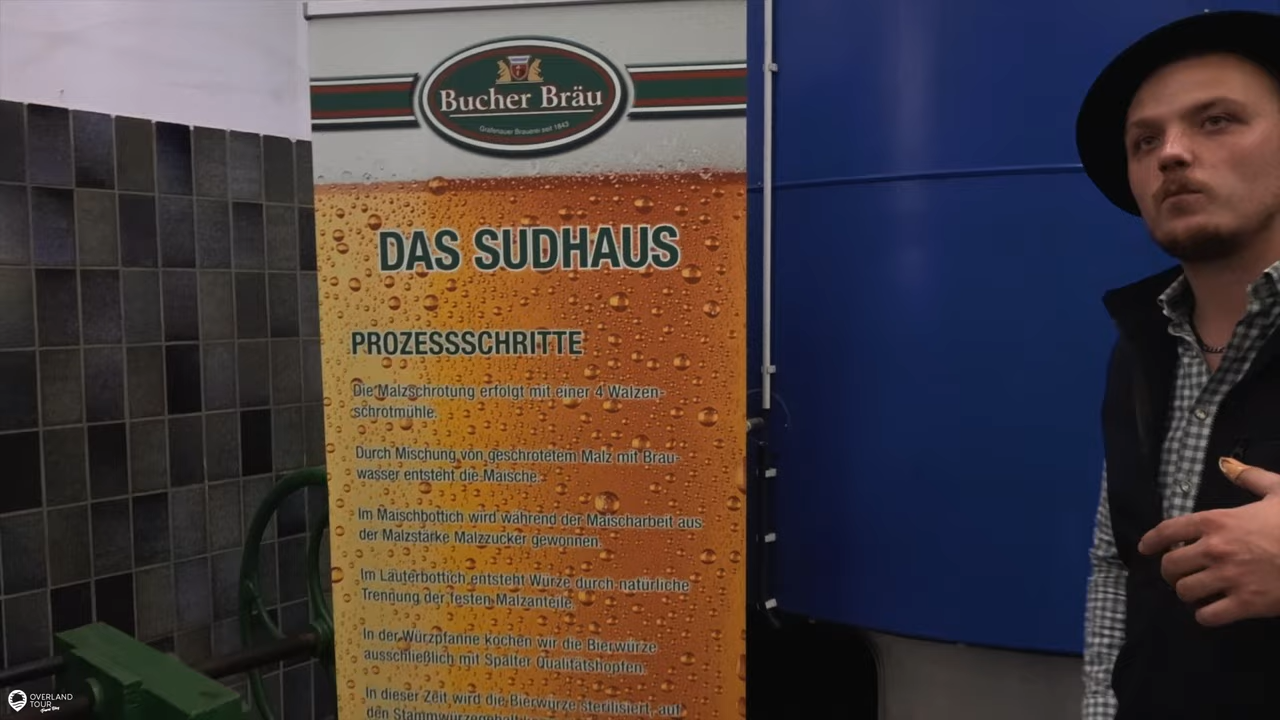 Bucher Bräu
Grafenauer Brauerei seit 1843
DAS SUDHAUS
PROZESSSCHRITTE
Die Malzschrotung erfolgt mit einer 4 Walzen-
schrotmühle.
Durch Mischung von geschrotetem Malz mit Brau-
wasser entsteht die Maische.
Im Maischbottich wird während der Maischarbeit aus
der Malzstärke Malzzucker gewonnen.
Im Läuterbottich entsteht Würze durch natürliche
Trennung der festen Malzanteile.
In der Würzpfanne kochen wir die Bierwürze
ausschließlich mit Spalter Qualitätshopfen.
In dieser Zeit wird die Bierwürze sterilisiert, auf
den Stammwürzegehalt
OVERLAND
TOUR